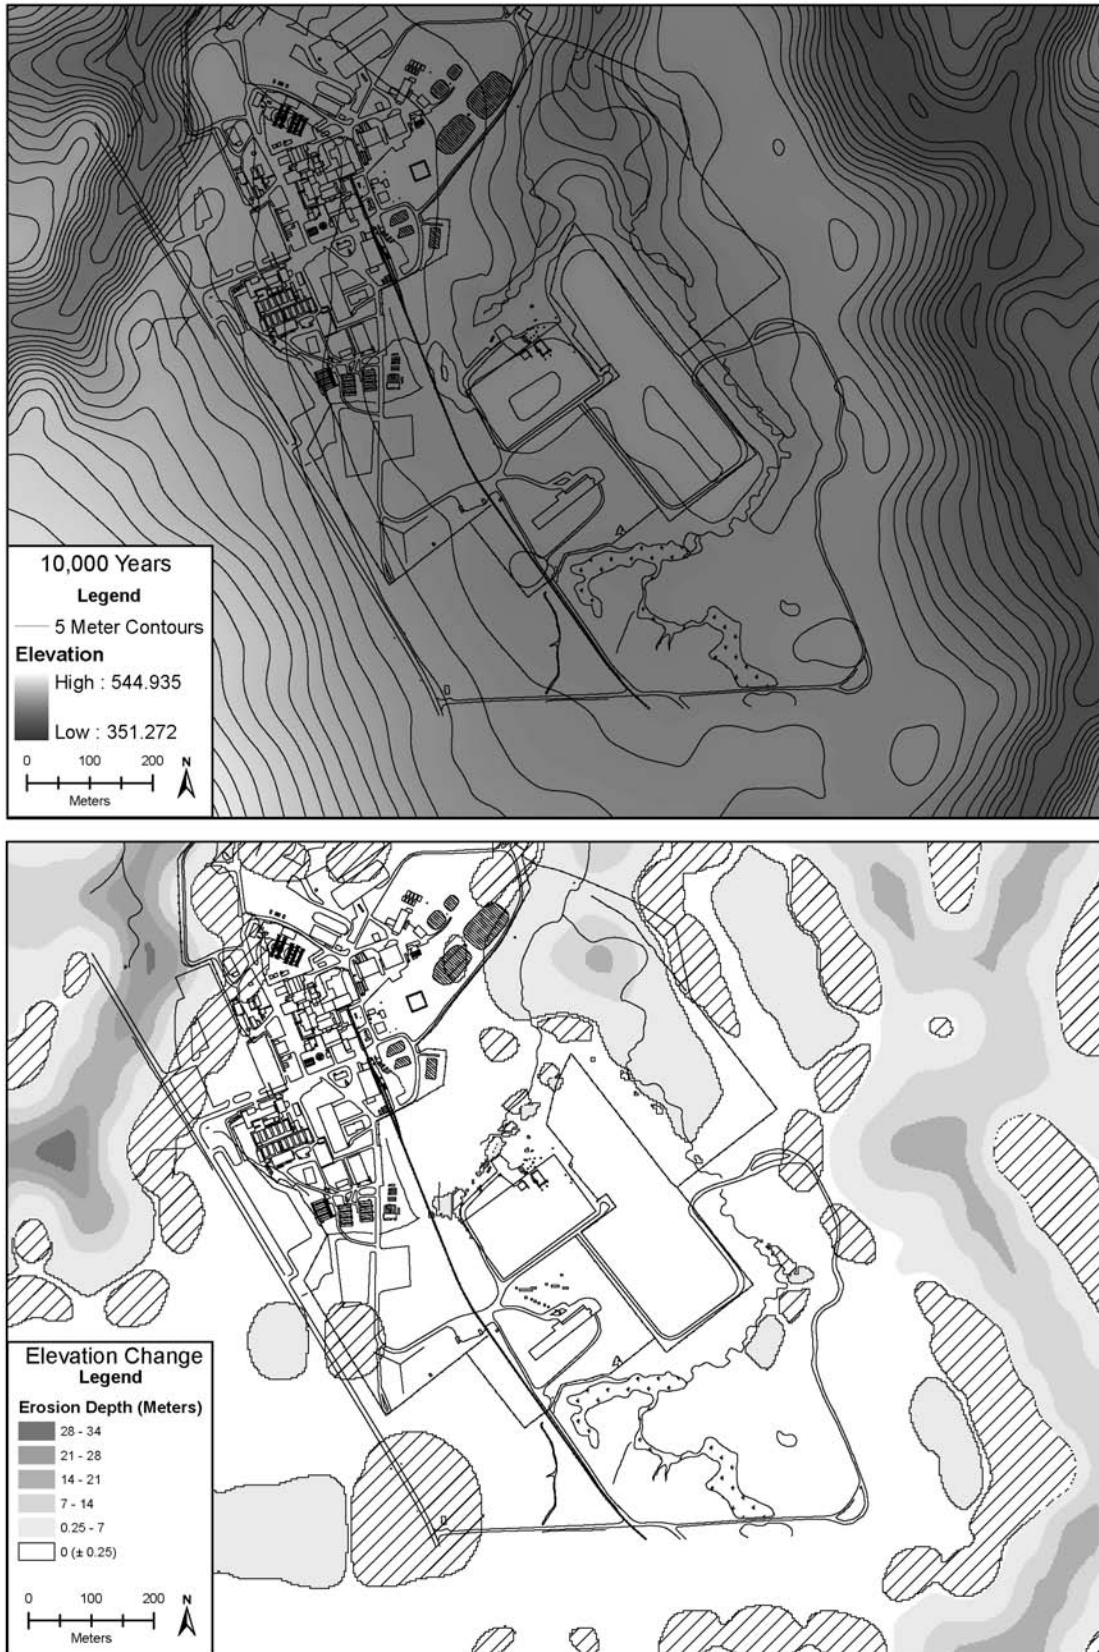 10,000 Years
Legend
5 Meter Contours
Elevation
High : 544.935
Low : 351.272
0 100 200
N
Meters
Elevation Change
Legend
Erosion Depth (Meters)
28 - 34
21 - 28
14 - 21
7 - 14
0.25 - 7
0 (± 0.25)
0 100 200
N
Meters